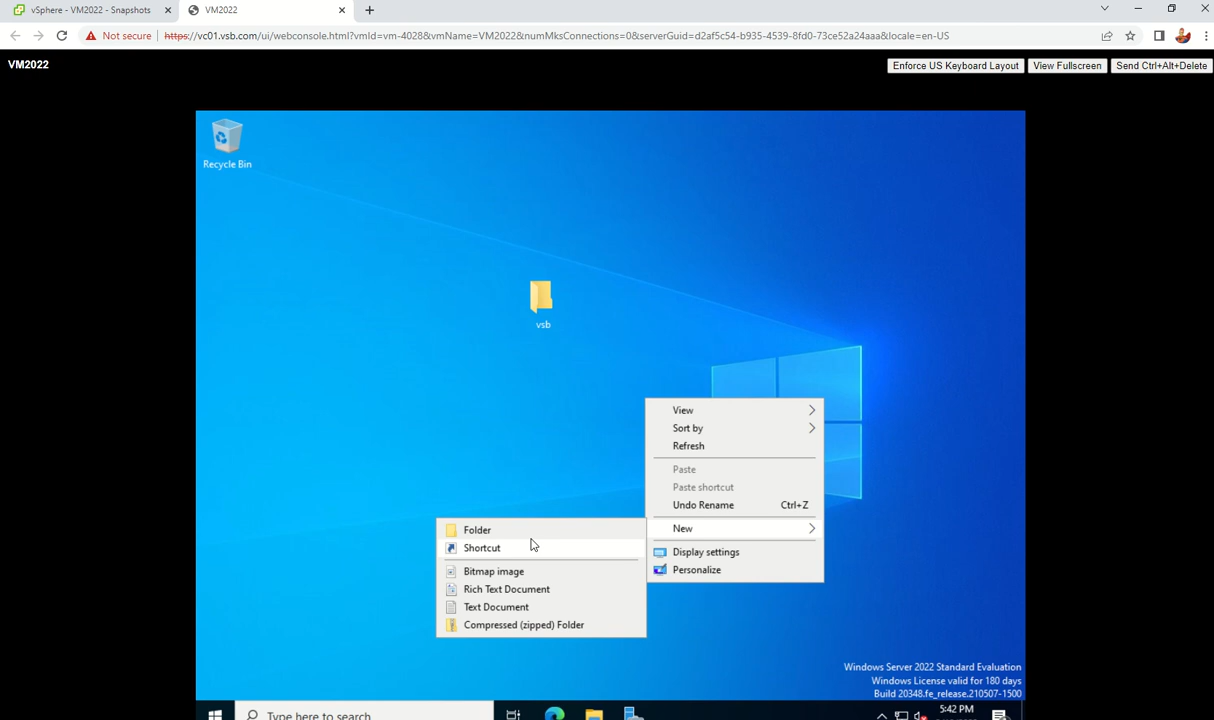 vSphere - VM2022 - Snapshots
VM2022
Not secure
https://vc01.vsb.com/ui/webconsole.html?vmId=vm-4028&vmName=VM2022&numMksConnections=0&serverGuid=d2af5c54-b935-4539-8fd0-73ce52a24aaa&locale=en-US
VM2022
Enforce US Keyboard Layout
View Fullscreen
Send Ctrl+Alt+Delete
Recycle Bin
vsb
View
Sort by
Refresh
Paste
Paste shortcut
Undo Rename Ctrl+Z
New
Display settings
Personalize
Folder
Shortcut
Bitmap image
Rich Text Document
Text Document
Compressed (zipped) Folder
Windows Server 2022 Standard Evaluation
Windows License valid for 180 days
Build 20348.fe_release.210507-1500
Type here to search
5:42 PM